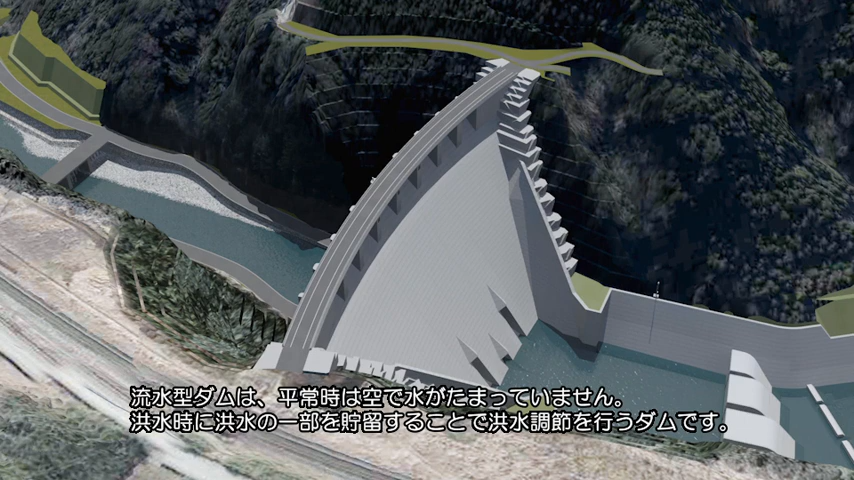 流水型ダムは、平常時は空で水がたまっていません。
洪水時に洪水の一部を貯留することで洪水調節を行うダムです。